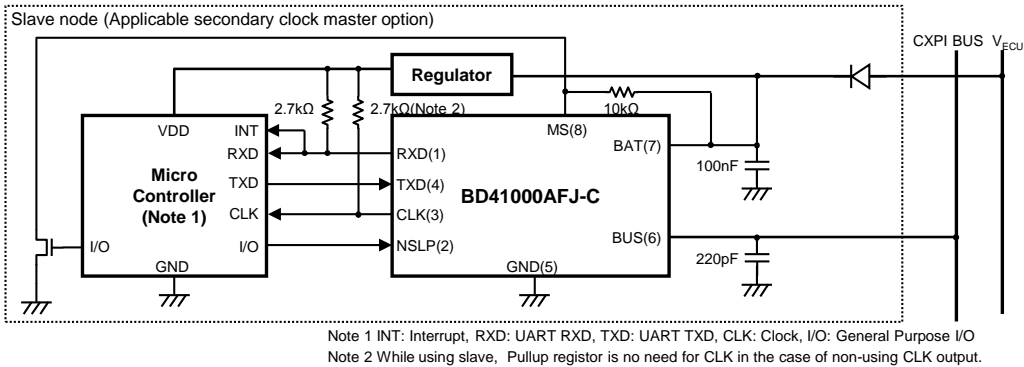 Slave node (Applicable secondary clock master option)
CXPI BUS V_ECU
Regulator
2.7kΩ 2.7kΩ(Note 2) 10kΩ
VDD INT MS(8)
RXD RXD(1) BAT(7)
Micro
Controller
(Note 1)
100nF
TXD TXD(4)
BD41000AFJ-C
CLK CLK(3)
I/O I/O NSLP(2) BUS(6)
220pF
GND GND(5)
Note 1 INT: Interrupt, RXD: UART RXD, TXD: UART TXD, CLK: Clock, I/O: General Purpose I/O
Note 2 While using slave, Pullup registor is no need for CLK in the case of non-using CLK output.